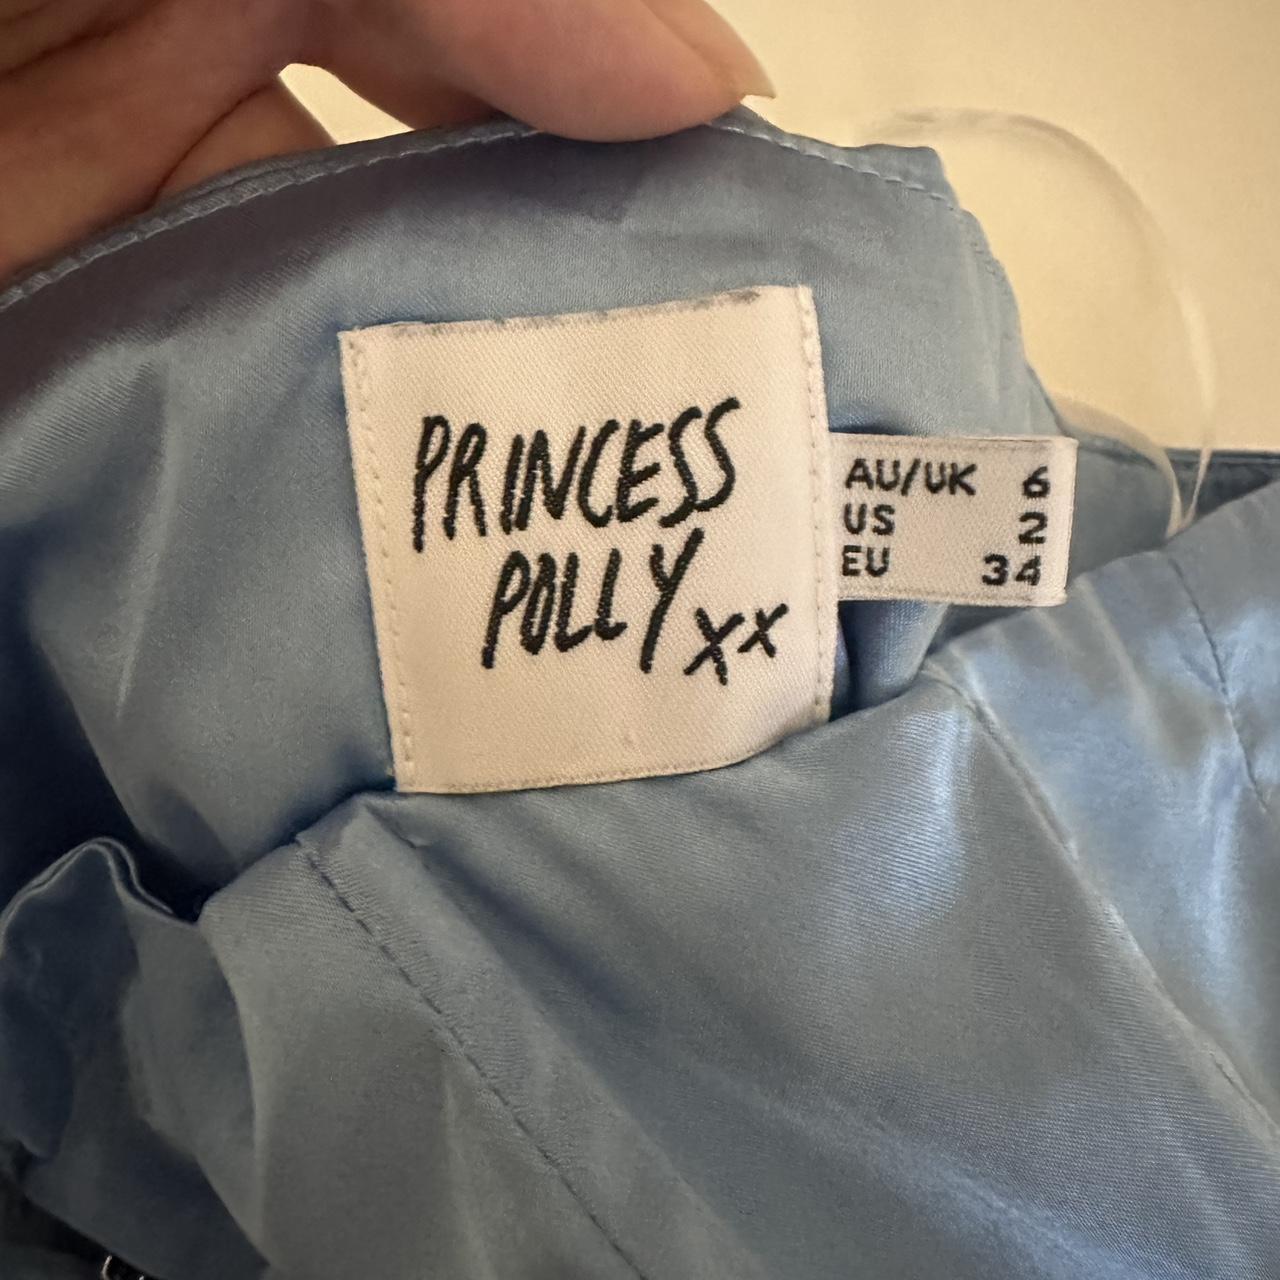 PRINCESS
POLLY xx
AU/UK 6
US 2
EU 34